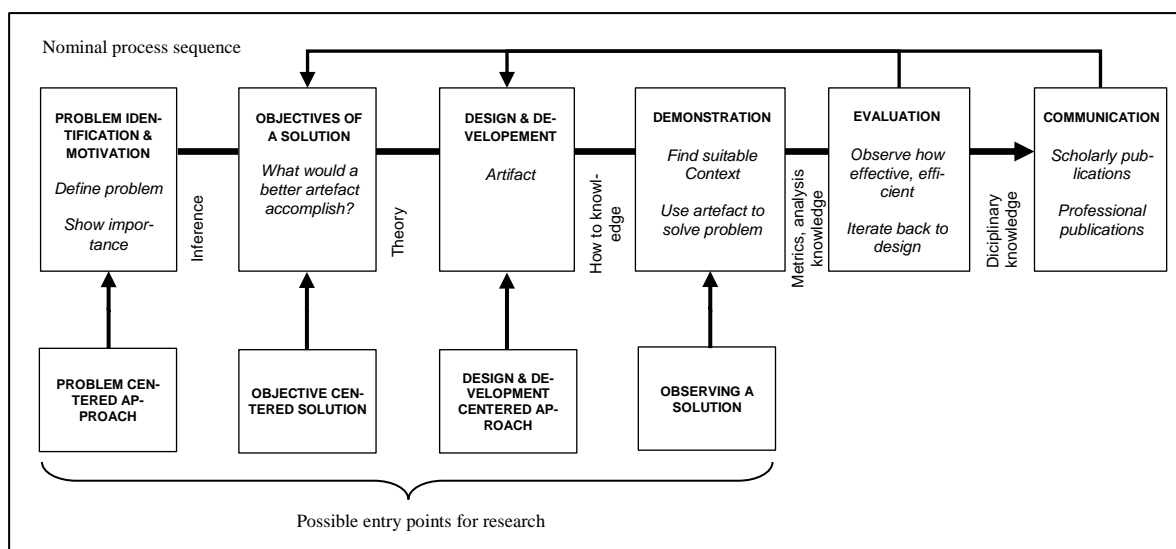 Nominal process sequence
PROBLEM IDEN-
TIFICATION &
MOTIVATION
Define problem
Show impor-
tance
Inference
OBJECTIVES OF
A SOLUTION
What would a
better artefact
accomplish?
Theory
DESIGN & DE-
VELOPEMENT
Artifact
How to knowl-
edge
DEMONSTRATION
Find suitable
Context
Use artefact to
solve problem
Metrics, analysis
knowledge
EVALUATION
Observe how
effective, effi-
cient
Iterate back to
design
Diciplinary
knowledge
COMMUNICATION
Scholarly pub-
lications
Professional
publications
PROBLEM CEN-
TERED AP-
PROACH
OBJECTIVE CEN-
TERED SOLUTION
DESIGN & DE-
VELOPMENT
CENTERED AP-
ROACH
OBSERVING A
SOLUTION
Possible entry points for research